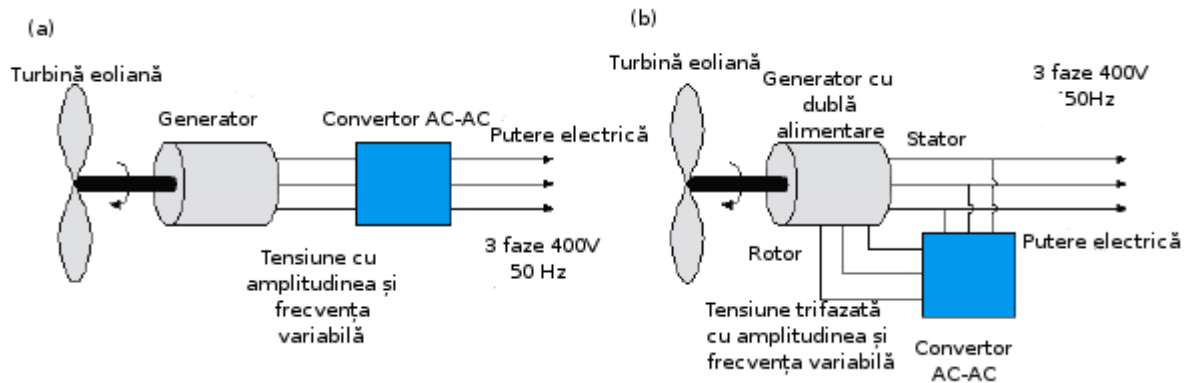 (a)
Turbină eoliană
Generator
Convertor AC-AC
Putere electrică
Tensiune cu
amplitudinea și
frecvența
variabilă
3 faze 400V
50 Hz
(b)
Turbină eoliană
Generator cu
dublă
alimentare
3 faze 400V
50Hz
Stator
Rotor
Putere electrică
Tensiune trifazată
cu amplitudinea și
frecvența variabilă
Convertor
AC-AC